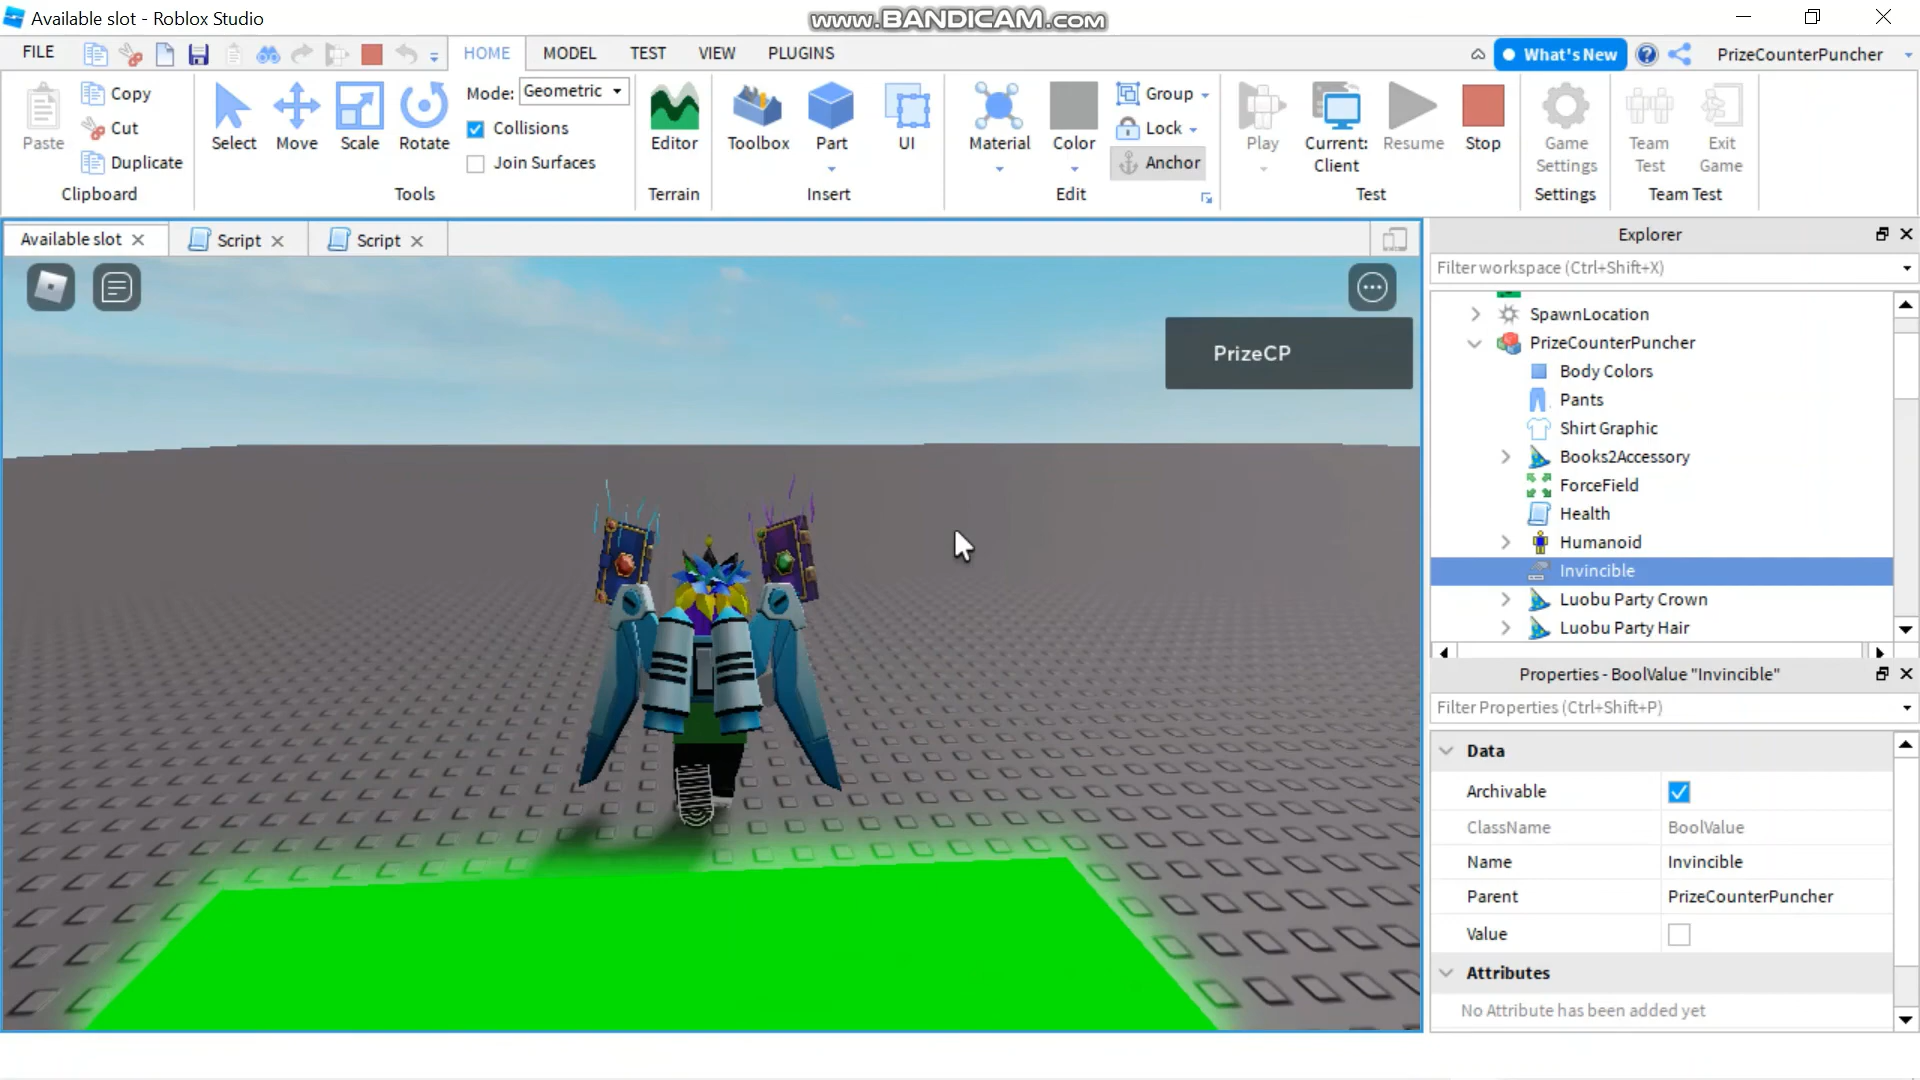 Available slot - Roblox Studio
www.BANDICAM.com
FILE
HOME
MODEL
TEST
VIEW
PLUGINS
What's New
PrizeCounterPuncher
Paste
Copy
Cut
Duplicate
Clipboard
Select
Move
Scale
Rotate
Mode: Geometric
Collisions
Join Surfaces
Tools
Editor
Terrain
Toolbox
Part
UI
Insert
Material
Color
Group
Lock
Anchor
Edit
Play
Current:
Client
Resume
Stop
Test
Game
Settings
Settings
Team
Test
Exit
Game
Team Test
Available slot
Script
Script
PrizeCP
Explorer
Filter workspace (Ctrl+Shift+X)
SpawnLocation
PrizeCounterPuncher
Body Colors
Pants
Shirt Graphic
Books2Accessory
ForceField
Health
Humanoid
Invincible
Luobu Party Crown
Luobu Party Hair
Properties - BoolValue "Invincible"
Filter Properties (Ctrl+Shift+P)
Data
Archivable
ClassName BoolValue
Name Invincible
Parent PrizeCounterPuncher
Value
Attributes
No Attribute has been added yet